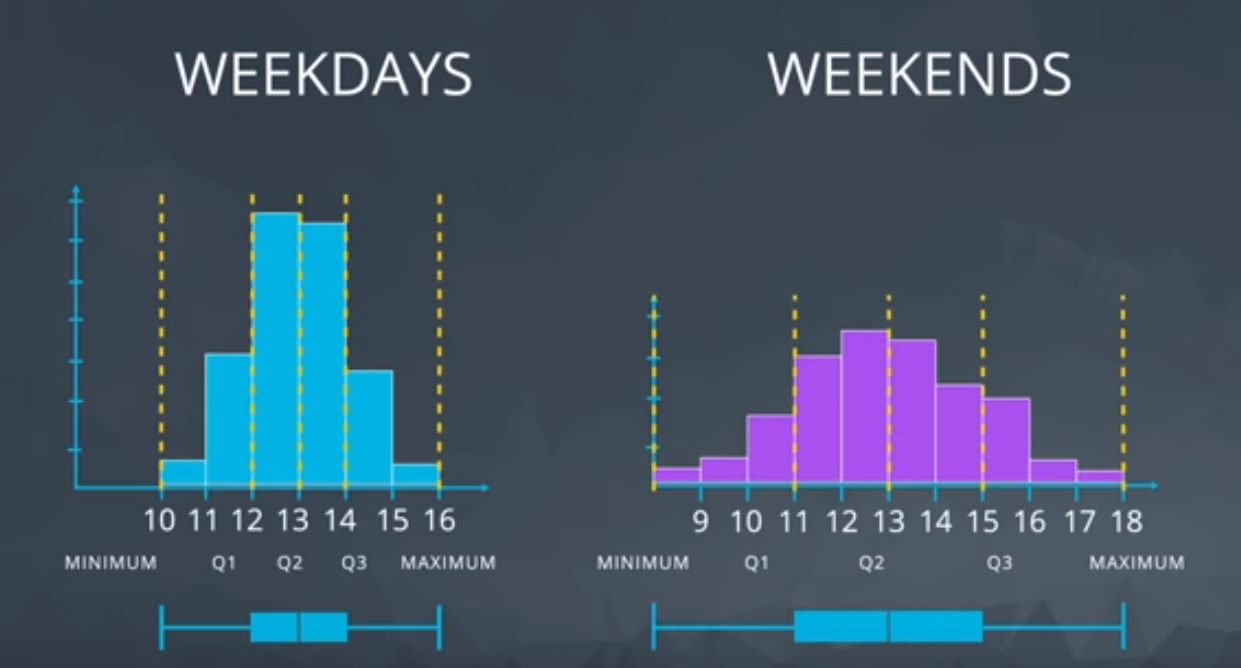 WEEKDAYS
WEEKENDS
10 11 12 13 14 15 16
MINIMUM Q1 Q2 Q3 MAXIMUM
9 10 11 12 13 14 15 16 17 18
MINIMUM Q1 Q2 Q3 MAXIMUM